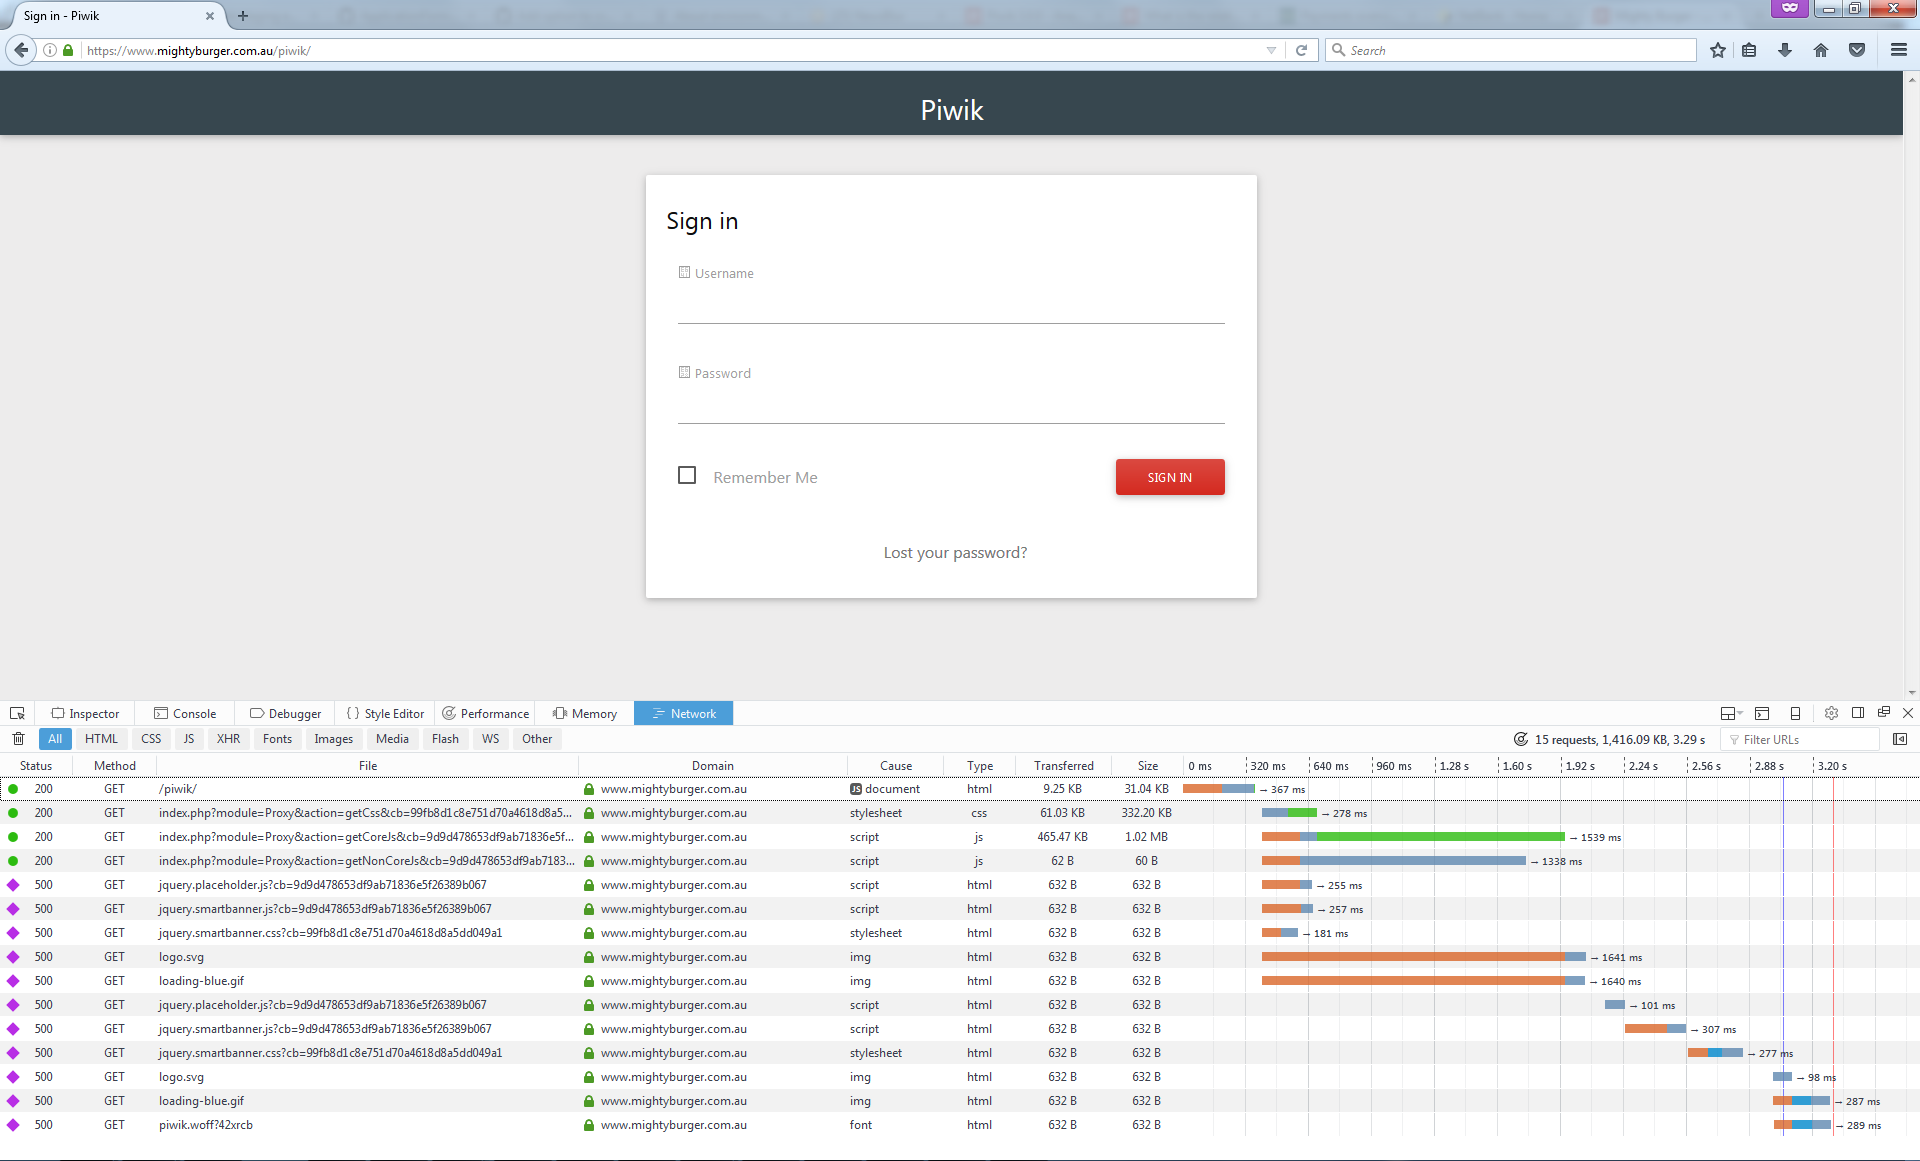 Sign in - Piwik
https://www.mightyburger.com.au/piwik/
Search
Piwik
Sign in
Username
Password
Remember Me
SIGN IN
Lost your password?
Inspector Console Debugger Style Editor Performance Memory Network
All HTML CSS JS XHR Fonts Images Media Flash WS Other 15 requests, 1,416.09 KB, 3.29 s Filter URLs
Status Method File Domain Cause Type Transferred Size 0 ms 320 ms 640 ms 960 ms 1.28 s 1.60 s 1.92 s 2.24 s 2.56 s 2.88 s 3.20 s
200 GET /piwik/ www.mightyburger.com.au JS document html 9.25 KB 31.04 KB → 367 ms
200 GET index.php?module=Proxy&action=getCss&cb=99fb8d1c8e751d70a4618d8a5... www.mightyburger.com.au stylesheet css 61.03 KB 332.20 KB → 278 ms
200 GET index.php?module=Proxy&action=getCoreJs&cb=9d9d478653df9ab71836e5f... www.mightyburger.com.au script js 465.47 KB 1.02 MB → 1539 ms
200 GET index.php?module=Proxy&action=getNonCoreJs&cb=9d9d478653df9ab7183... www.mightyburger.com.au script js 62 B 60 B → 1338 ms
500 GET jquery.placeholder.js?cb=9d9d478653df9ab71836e5f26389b067 www.mightyburger.com.au script html 632 B 632 B → 255 ms
500 GET jquery.smartbanner.js?cb=9d9d478653df9ab71836e5f26389b067 www.mightyburger.com.au script html 632 B 632 B → 257 ms
500 GET jquery.smartbanner.css?cb=99fb8d1c8e751d70a4618d8a5dd049a1 www.mightyburger.com.au stylesheet html 632 B 632 B → 181 ms
500 GET logo.svg www.mightyburger.com.au img html 632 B 632 B → 1641 ms
500 GET loading-blue.gif www.mightyburger.com.au img html 632 B 632 B → 1640 ms
500 GET jquery.placeholder.js?cb=9d9d478653df9ab71836e5f26389b067 www.mightyburger.com.au script html 632 B 632 B → 101 ms
500 GET jquery.smartbanner.js?cb=9d9d478653df9ab71836e5f26389b067 www.mightyburger.com.au script html 632 B 632 B → 307 ms
500 GET jquery.smartbanner.css?cb=99fb8d1c8e751d70a4618d8a5dd049a1 www.mightyburger.com.au stylesheet html 632 B 632 B → 277 ms
500 GET logo.svg www.mightyburger.com.au img html 632 B 632 B → 98 ms
500 GET loading-blue.gif www.mightyburger.com.au img html 632 B 632 B → 287 ms
500 GET piwik.woff?42xrcb www.mightyburger.com.au font html 632 B 632 B → 289 ms